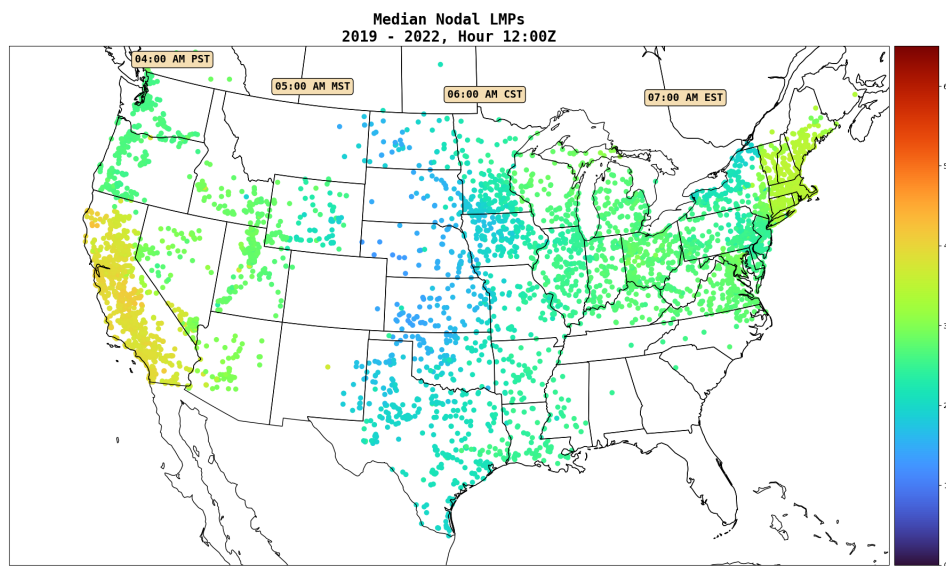 Median Nodal LMPs
2019 - 2022, Hour 12:00Z
04:00 AM PST
05:00 AM MST
06:00 AM CST
07:00 AM EST